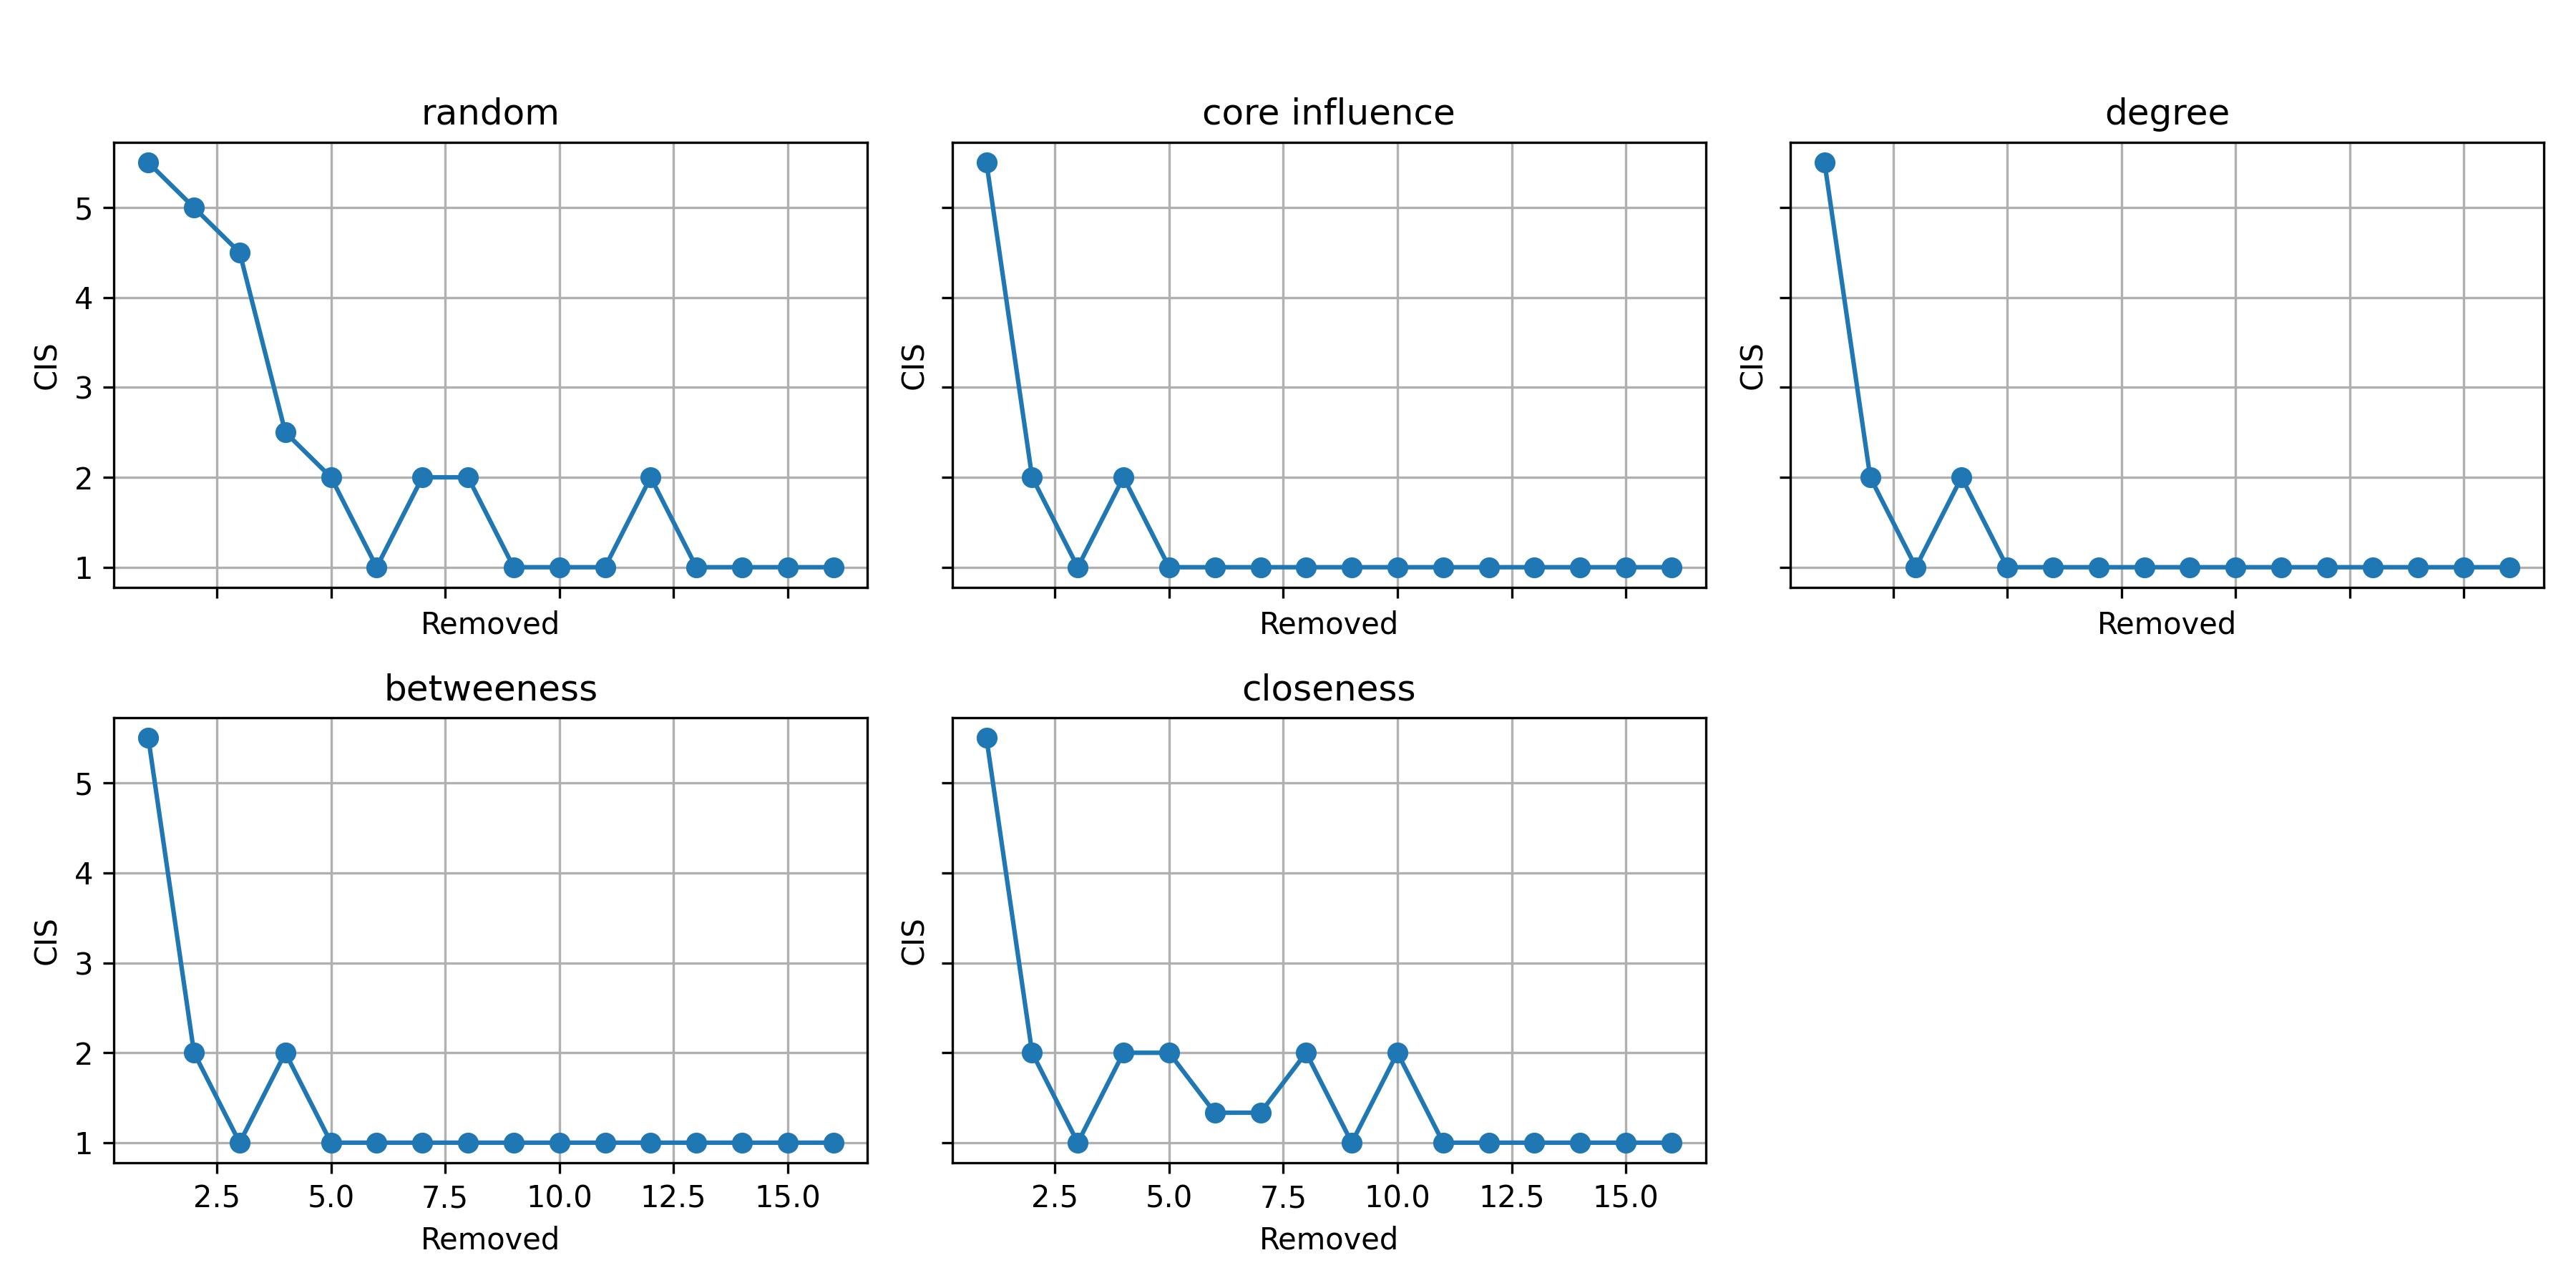 random
core influence
degree
5
4
3
2
1
CIS
CIS
CIS
Removed
Removed
Removed
betweeness
closeness
5
4
3
2
1
CIS
CIS
2.5 5.0 7.5 10.0 12.5 15.0
2.5 5.0 7.5 10.0 12.5 15.0
Removed
Removed